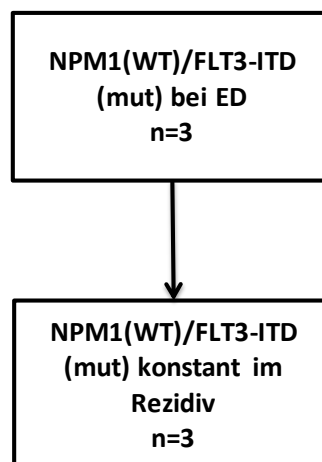 NPM1(WT)/FLT3-ITD
(mut) bei ED
n=3
NPM1(WT)/FLT3-ITD
(mut) konstant im
Rezidiv
n=3